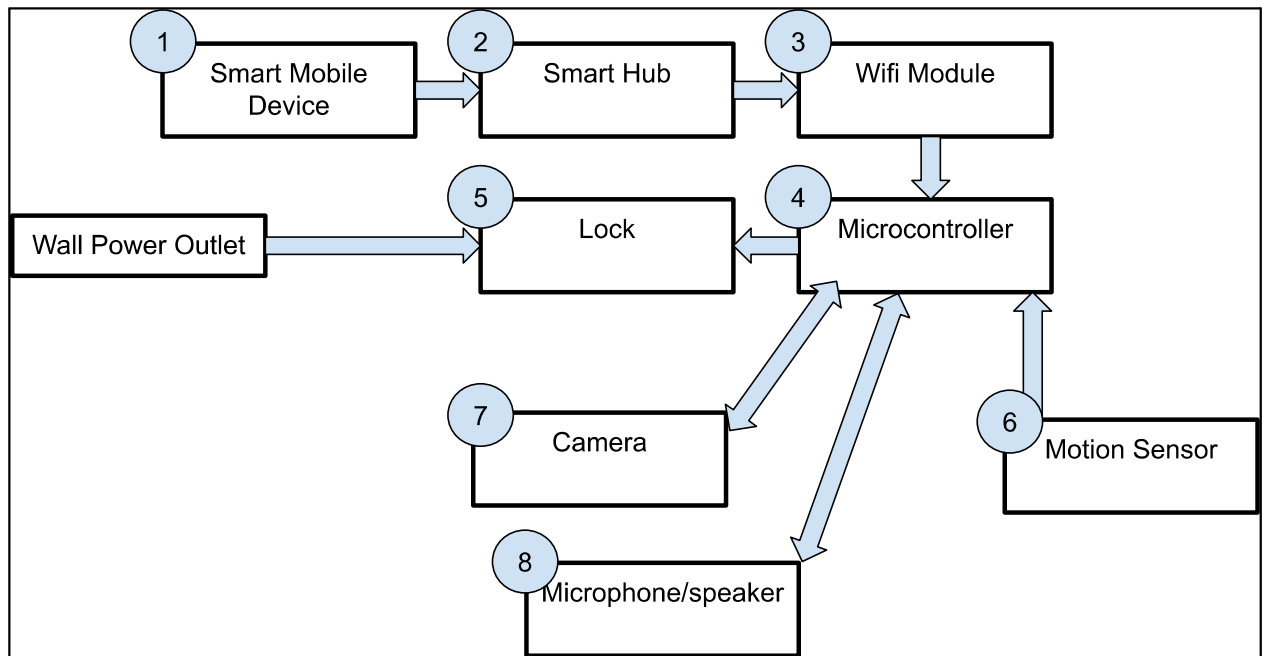 1
Smart Mobile
Device
2
Smart Hub
3
Wifi Module
Wall Power Outlet
5
Lock
4
Microcontroller
7
Camera
6
Motion Sensor
8
Microphone/speaker